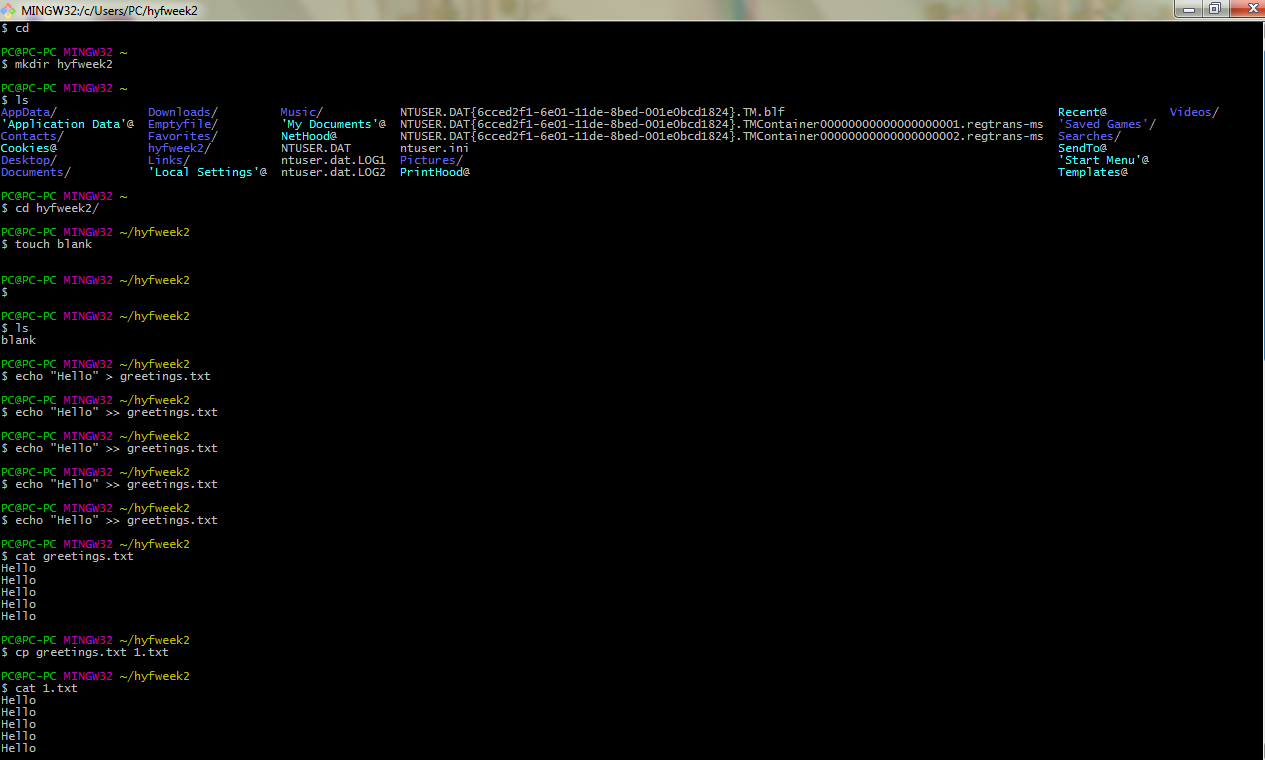 MINGW32:/c/Users/PC/hyfweek2
$ cd
PC@PC-PC MINGW32 ~
$ mkdir hyfweek2
PC@PC-PC MINGW32 ~
$ ls
AppData/ Downloads/ Music/ NTUSER.DAT{6cced2f1-6e01-11de-8bed-001e0bcd1824}.TM.blf Recent@ Videos/
'Application Data'@ Emptyfile/ 'My Documents'@ NTUSER.DAT{6cced2f1-6e01-11de-8bed-001e0bcd1824}.TMContainer00000000000000000001.regtrans-ms 'Saved Games'/
Contacts/ Favorites/ NetHood@ NTUSER.DAT{6cced2f1-6e01-11de-8bed-001e0bcd1824}.TMContainer00000000000000000002.regtrans-ms Searches/
Cookies@ hyfweek2/ NTUSER.DAT ntuser.ini SendTo@
Desktop/ Links/ ntuser.dat.LOG1 Pictures/ 'Start Menu'@
Documents/ 'Local Settings'@ ntuser.dat.LOG2 PrintHood@ Templates@
PC@PC-PC MINGW32 ~
$ cd hyfweek2/
PC@PC-PC MINGW32 ~/hyfweek2
$ touch blank
PC@PC-PC MINGW32 ~/hyfweek2
$
PC@PC-PC MINGW32 ~/hyfweek2
$ ls
blank
PC@PC-PC MINGW32 ~/hyfweek2
$ echo "Hello" > greetings.txt
PC@PC-PC MINGW32 ~/hyfweek2
$ echo "Hello" >> greetings.txt
PC@PC-PC MINGW32 ~/hyfweek2
$ echo "Hello" >> greetings.txt
PC@PC-PC MINGW32 ~/hyfweek2
$ echo "Hello" >> greetings.txt
PC@PC-PC MINGW32 ~/hyfweek2
$ echo "Hello" >> greetings.txt
PC@PC-PC MINGW32 ~/hyfweek2
$ cat greetings.txt
Hello
Hello
Hello
Hello
Hello
PC@PC-PC MINGW32 ~/hyfweek2
$ cp greetings.txt 1.txt
PC@PC-PC MINGW32 ~/hyfweek2
$ cat 1.txt
Hello
Hello
Hello
Hello
Hello